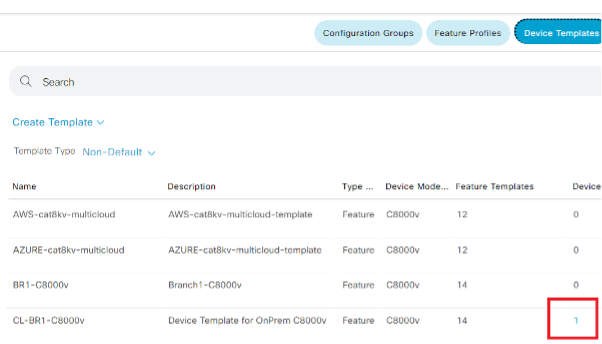 Configuration Groups Feature Profiles Device Templates
Search
Create Template
Template Type Non-Default
Name Description Type ... Device Mode... Feature Templates Device
AWS-cat8kv-multicloud AWS-cat8kv-multicloud-template Feature C8000v 12 0
AZURE-cat8kv-multicloud AZURE-cat8kv-multicloud-template Feature C8000v 12 0
BR1-C8000v Branch1-C8000v Feature C8000v 14 0
CL-BR1-C8000v Device Template for OnPrem C8000v Feature C8000v 14 1